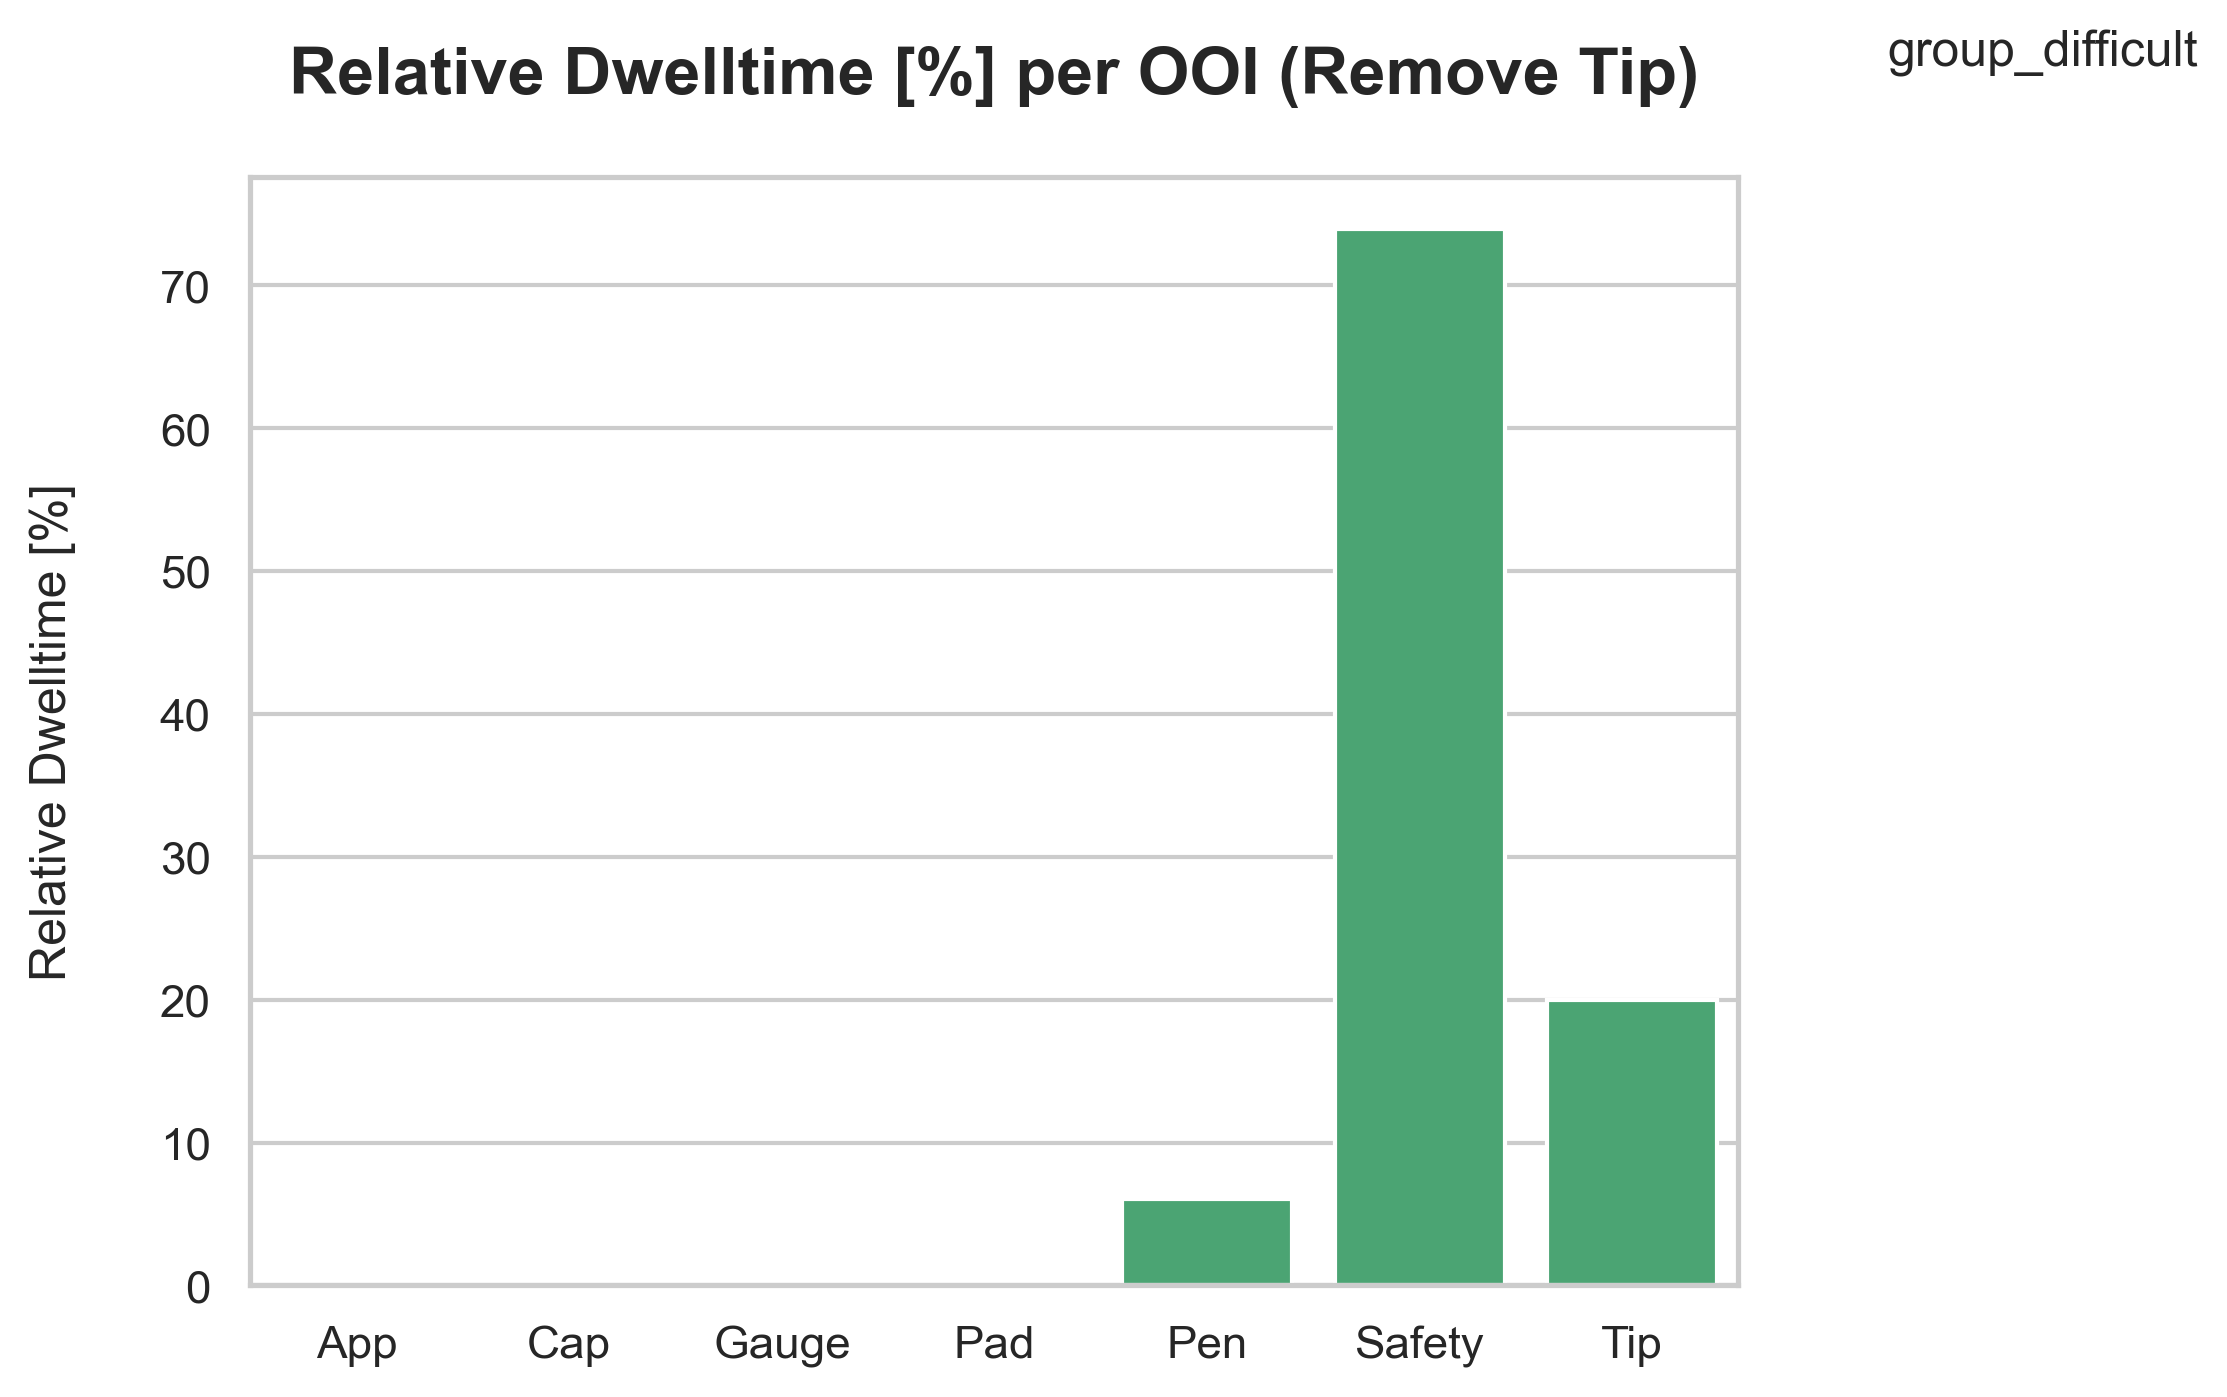 Relative Dwelltime [%] per OOI (Remove Tip)
group_difficult
Relative Dwelltime [%]
70
60
50
40
30
20
10
0
App Cap Gauge Pad Pen Safety Tip